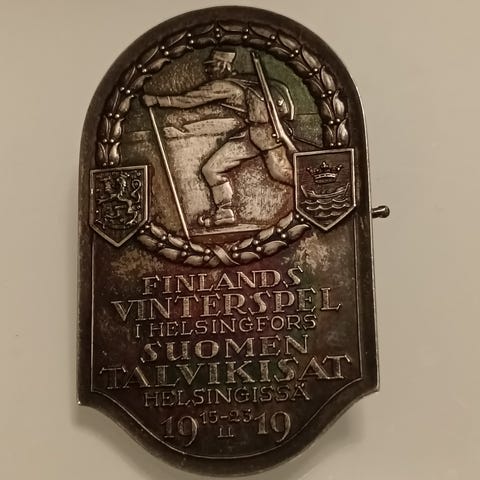 FINLANDS
VINTERSPEL
I HELSINGFORS
SUOMEN
TALVIKISAT
HELSINGISSÄ
19 15-23 II 19